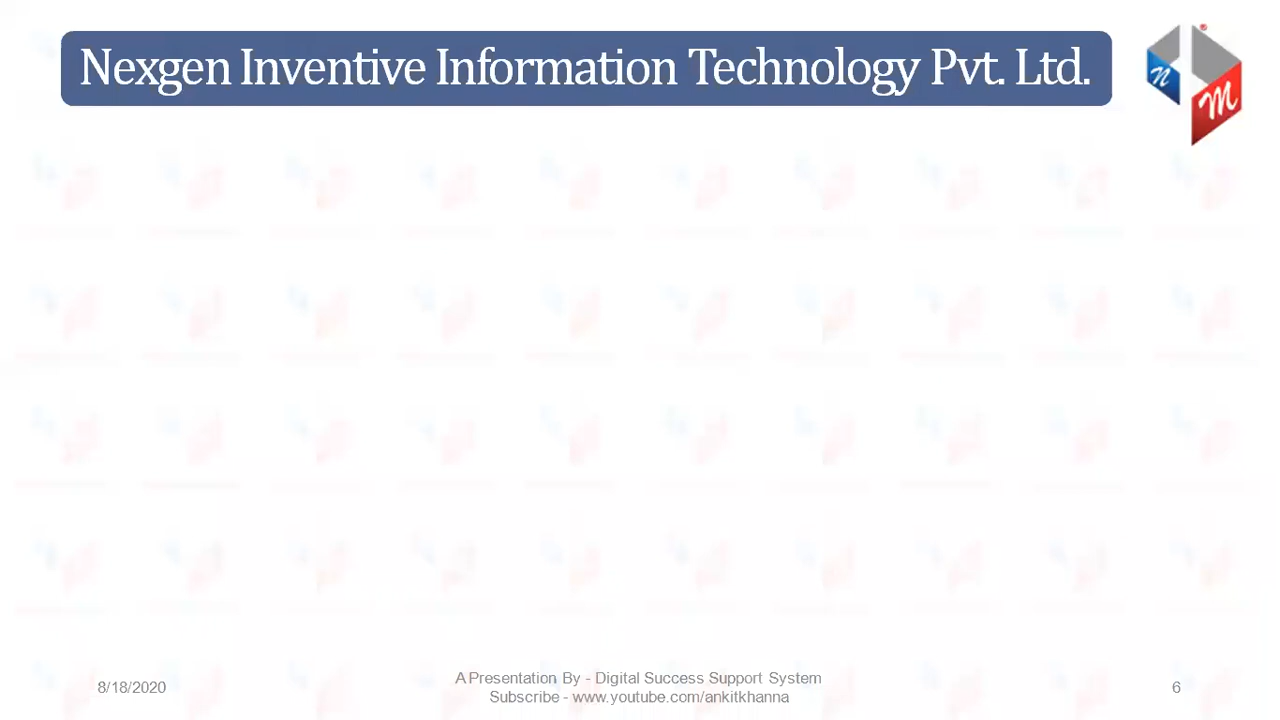 Nexgen Inventive Information Technology Pvt. Ltd.
n
M
8/18/2020
A Presentation By - Digital Success Support System
Subscribe - www.youtube.com/ankitkhanna
6